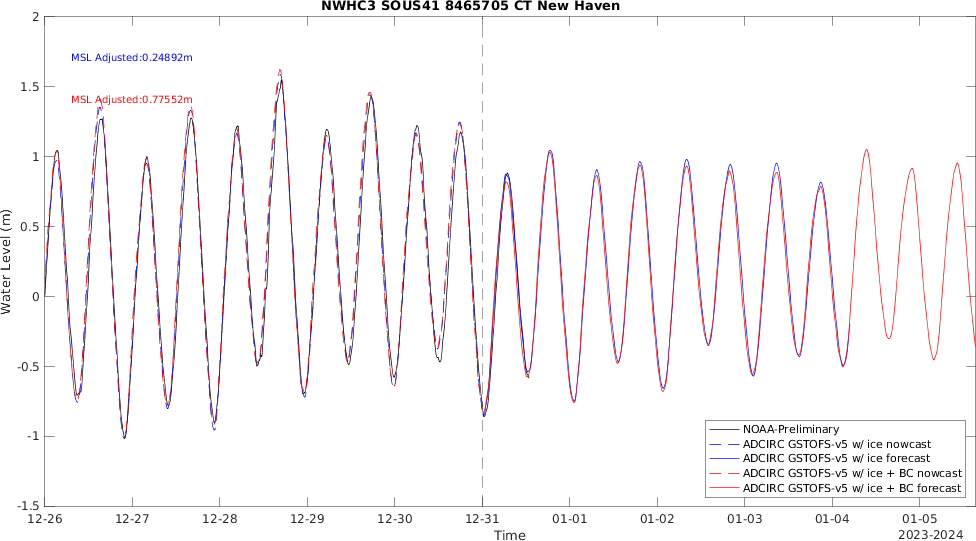 NWHC3 SOUS41 8465705 CT New Haven
MSL Adjusted:0.24892m
MSL Adjusted:0.77552m
Water Level (m)
2
1.5
1
0.5
0
-0.5
-1
-1.5
NOAA-Preliminary
ADCIRC GSTOFS-v5 w/ ice nowcast
ADCIRC GSTOFS-v5 w/ ice forecast
ADCIRC GSTOFS-v5 w/ ice + BC nowcast
ADCIRC GSTOFS-v5 w/ ice + BC forecast
12-26 12-27 12-28 12-29 12-30 12-31 01-01 01-02 01-03 01-04 01-05
Time
2023-2024